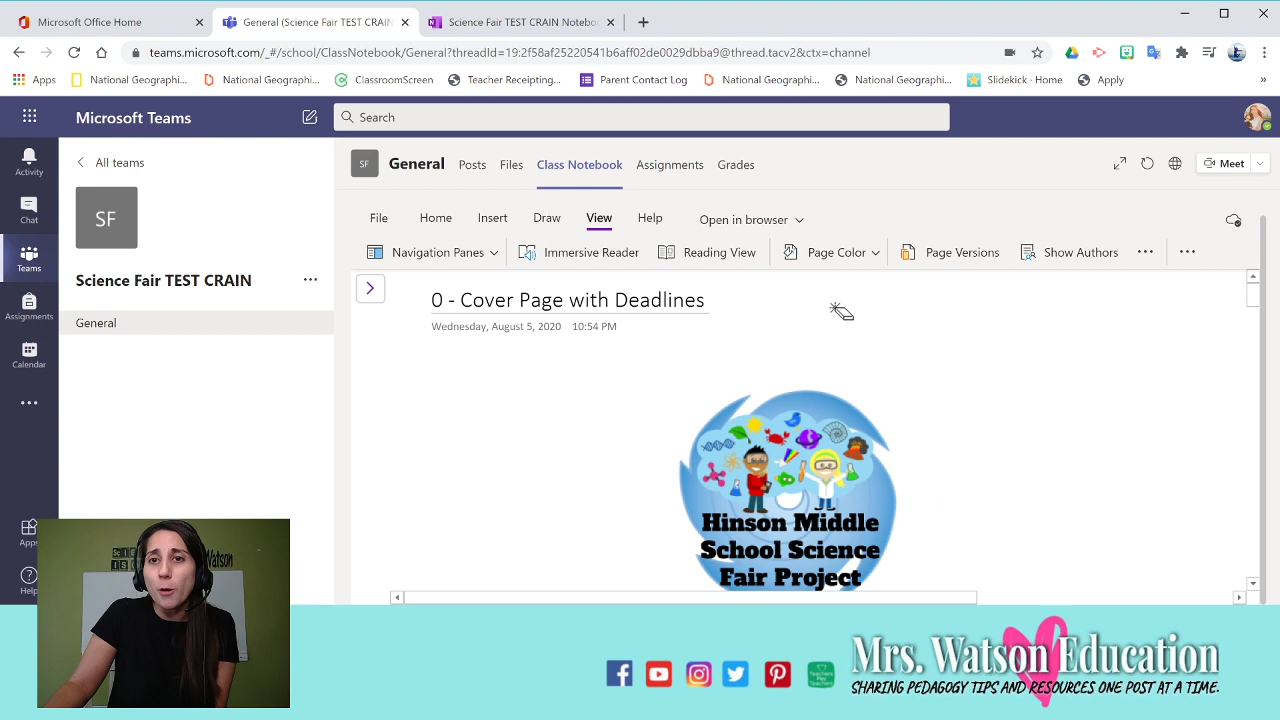 Microsoft Office Home
General (Science Fair TEST CRAIN
Science Fair TEST CRAIN Notebo
teams.microsoft.com/_#/school/ClassNotebook/General?threadId=19:2f58af25220541b6aff02de0029dbba9@thread.tacv2&ctx=channel
Apps
National Geographi...
National Geographi...
ClassroomScreen
Teacher Receipting...
Parent Contact Log
National Geographi...
National Geographi...
Slidekick · Home
Apply
»
Microsoft Teams
Search
Activity
Chat
Teams
Assignments
Calendar
Apps
Help
All teams
SF
Science Fair TEST CRAIN
General
SF
General
Posts
Files
Class Notebook
Assignments
Grades
Meet
File
Home
Insert
Draw
View
Help
Open in browser
Navigation Panes
Immersive Reader
Reading View
Page Color
Page Versions
Show Authors
0 - Cover Page with Deadlines
Wednesday, August 5, 2020 10:54 PM
Hinson Middle
School Science
Fair Project
Watson
Mrs. Watson Education
SHARING PEDAGOGY TIPS AND RESOURCES ONE POST AT A TIME.